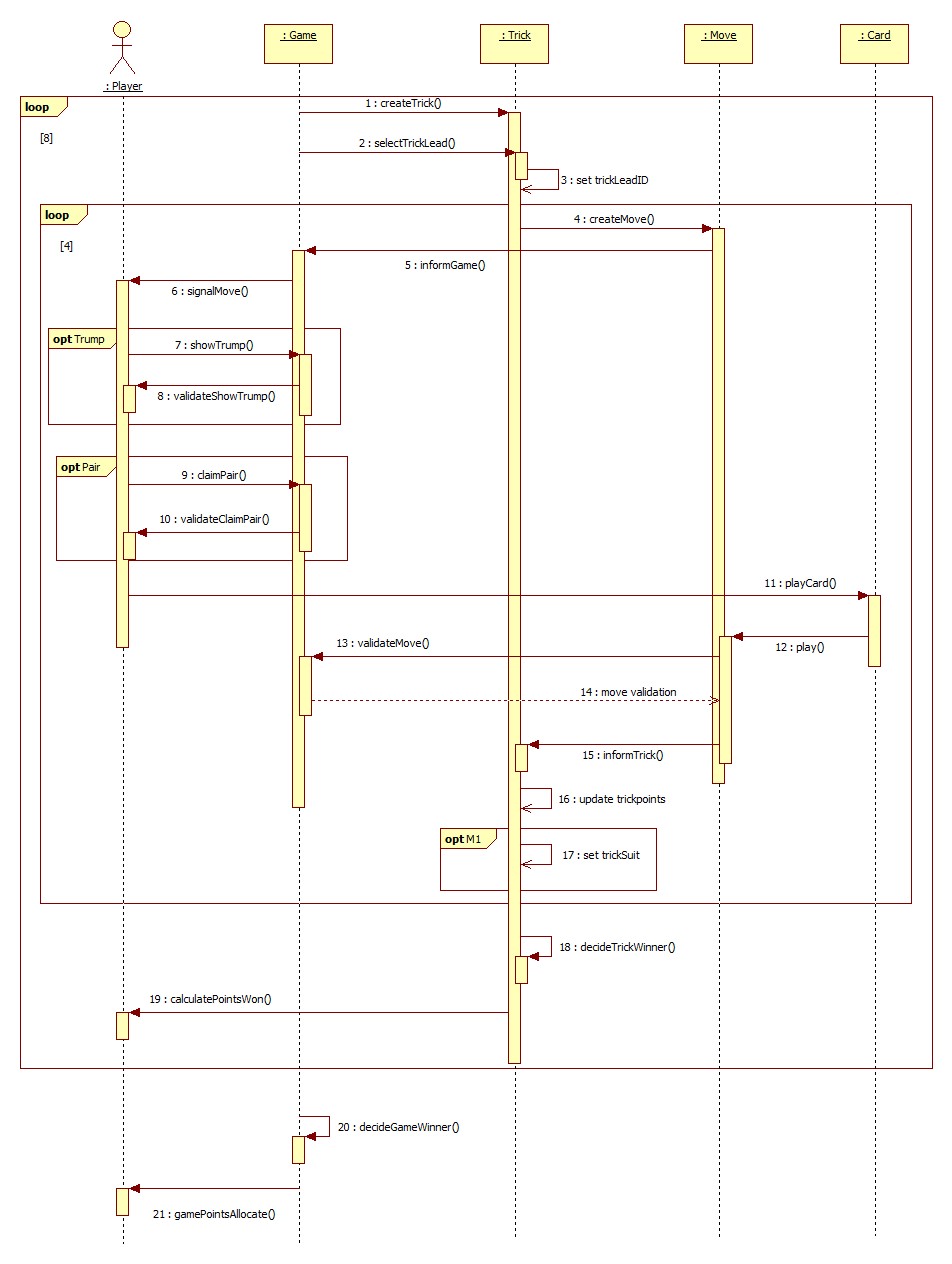 : Player
: Game
: Trick
: Move
: Card
loop
[8]
1 : createTrick()
2 : selectTrickLead()
3 : set trickLeadID
loop
[4]
4 : createMove()
5 : informGame()
6 : signalMove()
opt Trump
7 : showTrump()
8 : validateShowTrump()
opt Pair
9 : claimPair()
10 : validateClaimPair()
11 : playCard()
12 : play()
13 : validateMove()
14 : move validation
15 : informTrick()
16 : update trickpoints
opt M1
17 : set trickSuit
18 : decideTrickWinner()
19 : calculatePointsWon()
20 : decideGameWinner()
21 : gamePointsAllocate()